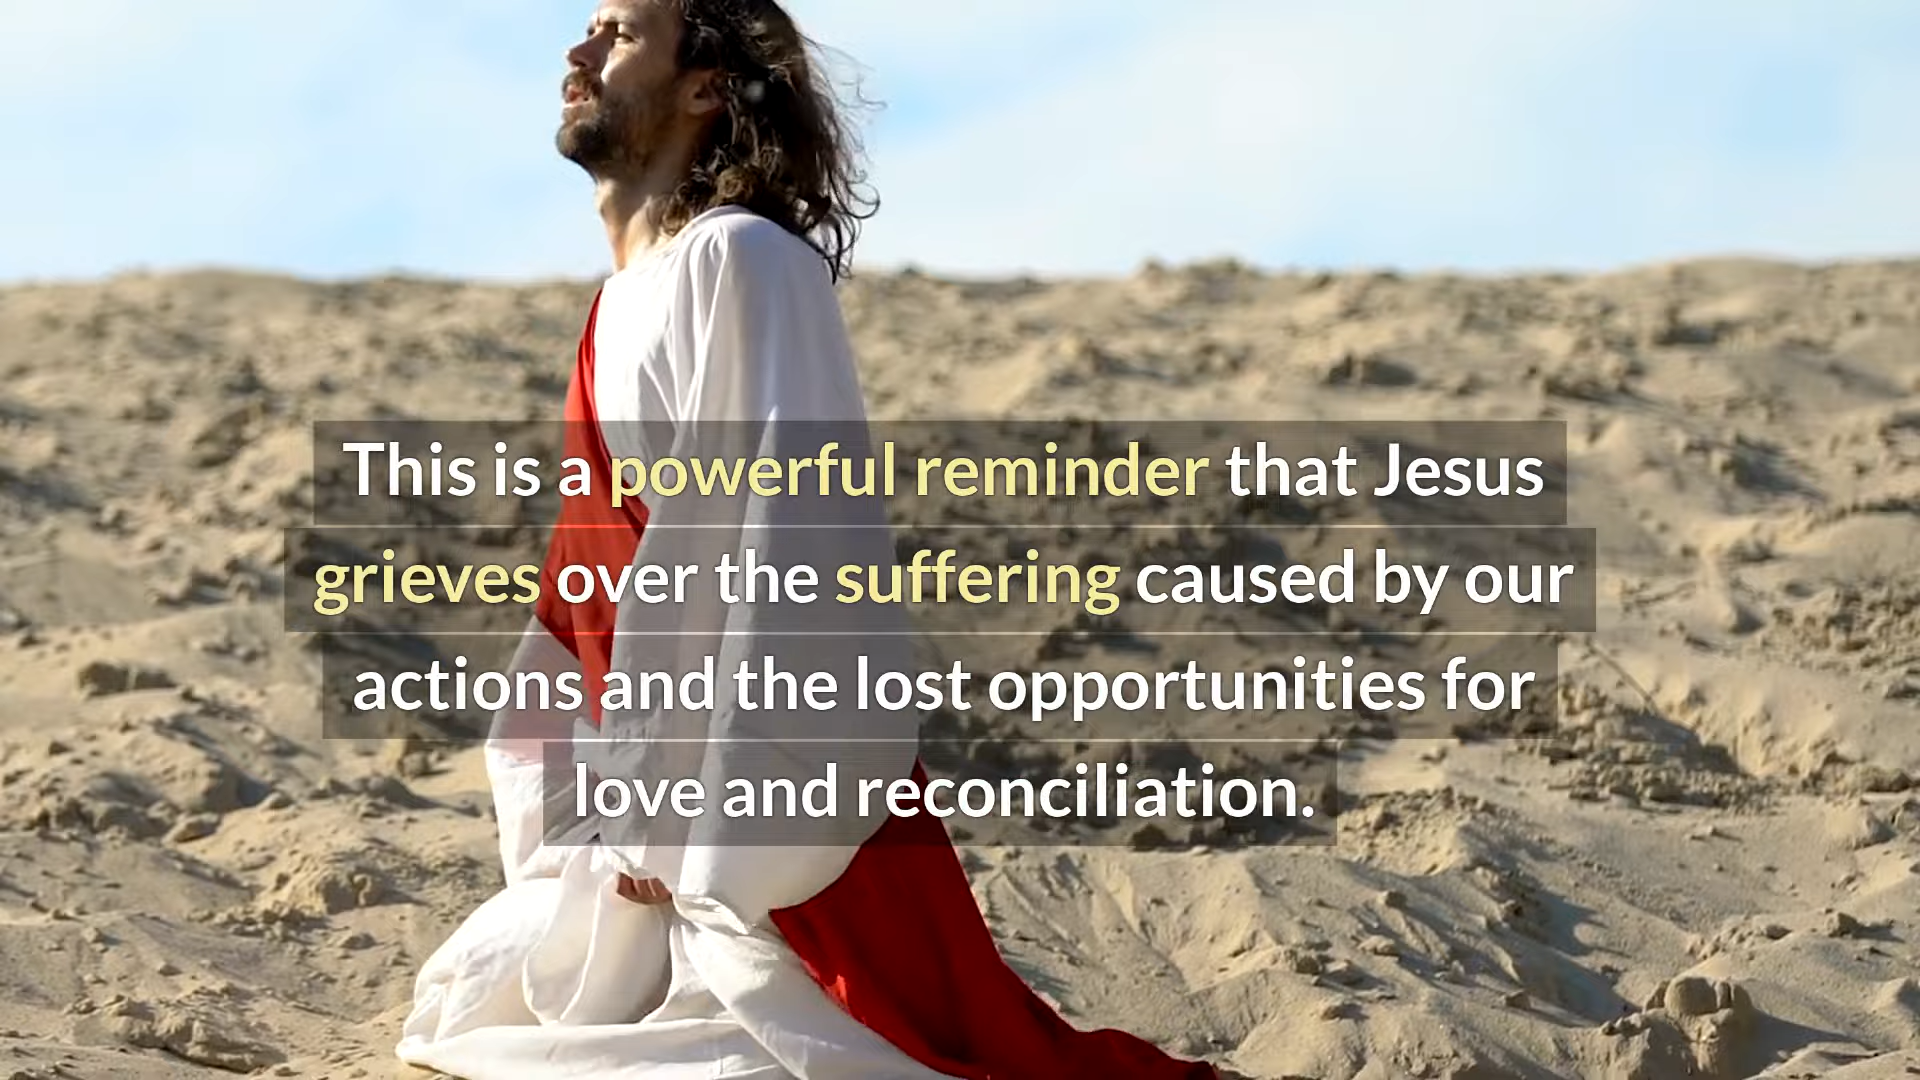 This is a powerful reminder that Jesus
grieves over the suffering caused by our
actions and the lost opportunities for
love and reconciliation.